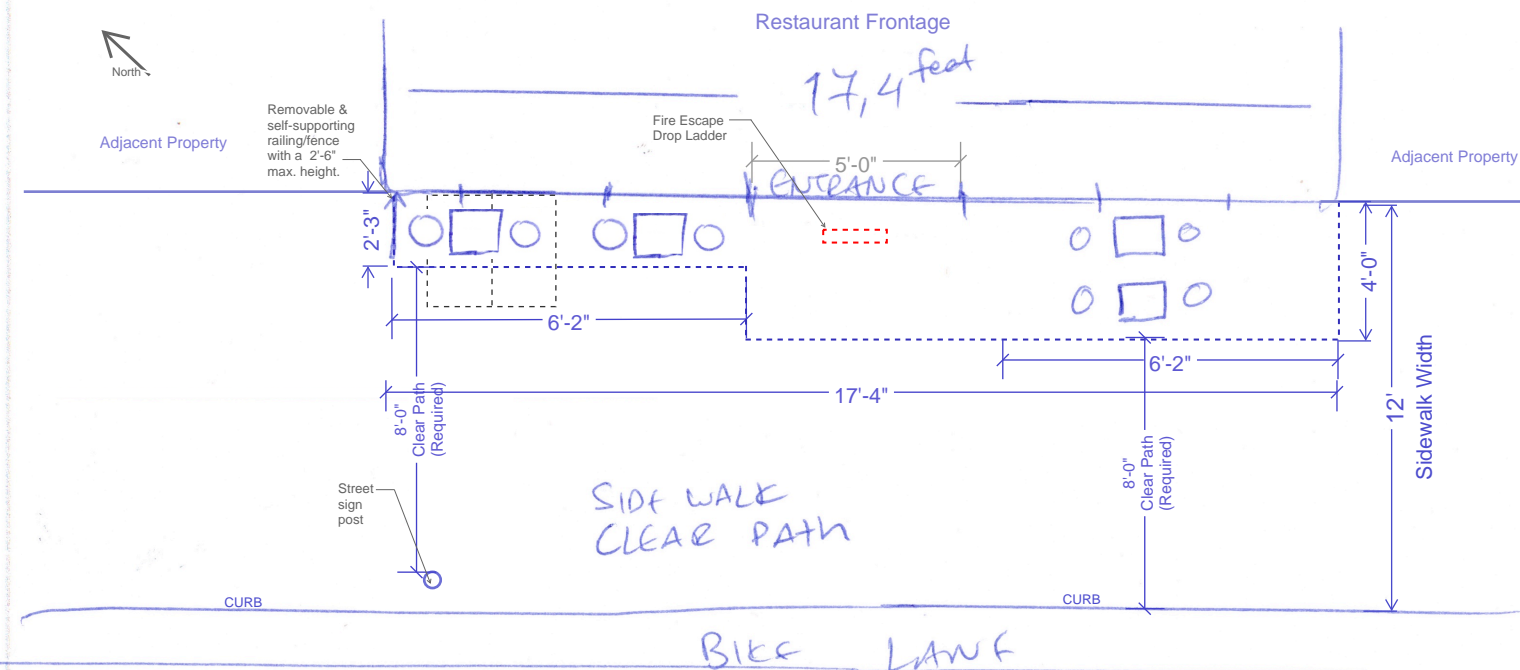 Restaurant Frontage
17,4 feet
North
Removable &
self-supporting
railing/fence
with a 2'-6"
max. height.
Adjacent Property
Fire Escape
Drop Ladder
5'-0"
ENTRANCE
Adjacent Property
2'-3"
4'-0"
6'-2"
6'-2"
17'-4"
8'-0"
Clear Path
(Required)
8'-0"
Clear Path
(Required)
12'
Sidewalk Width
Street
sign
post
SIDE WALK
CLEAR PATH
CURB
CURB
BIKE LANE